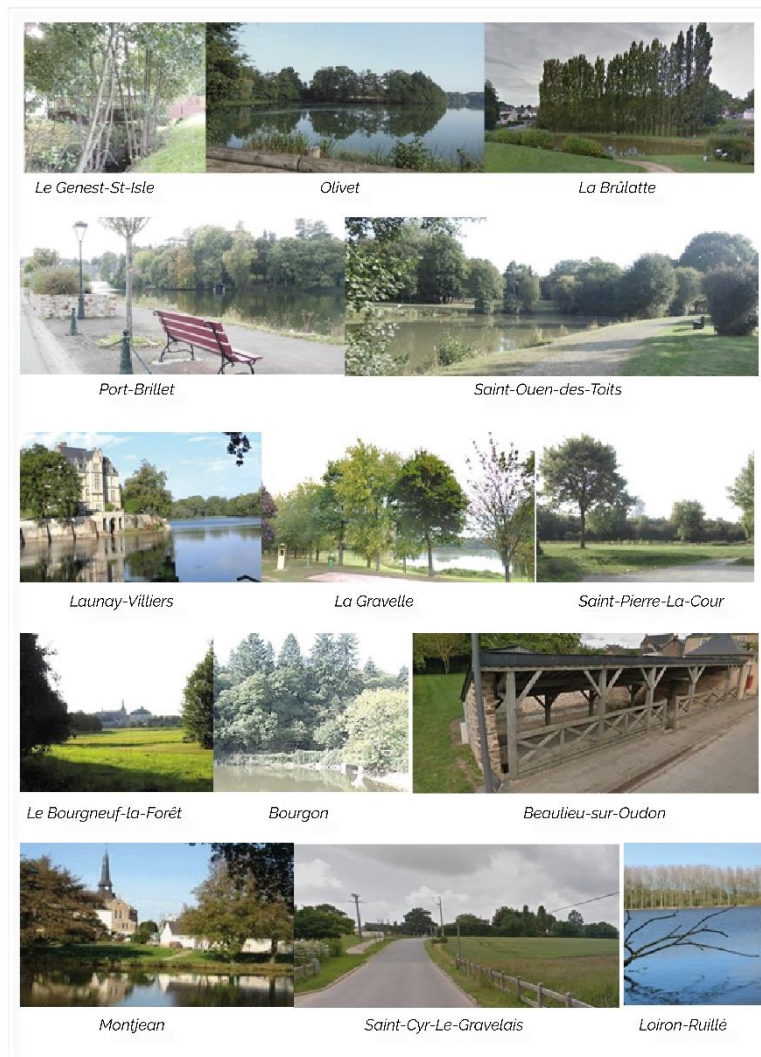 Le Genest-St-Isle
Olivet
La Brûlatte
Port-Brillet
Saint-Ouen-des-Toits
Launay-Villiers
La Gravelle
Saint-Pierre-La-Cour
Le Bourgneuf-la-Forêt
Bourgon
Beaulieu-sur-Oudon
Montjean
Saint-Cyr-Le-Gravelais
Loiron-Ruillé